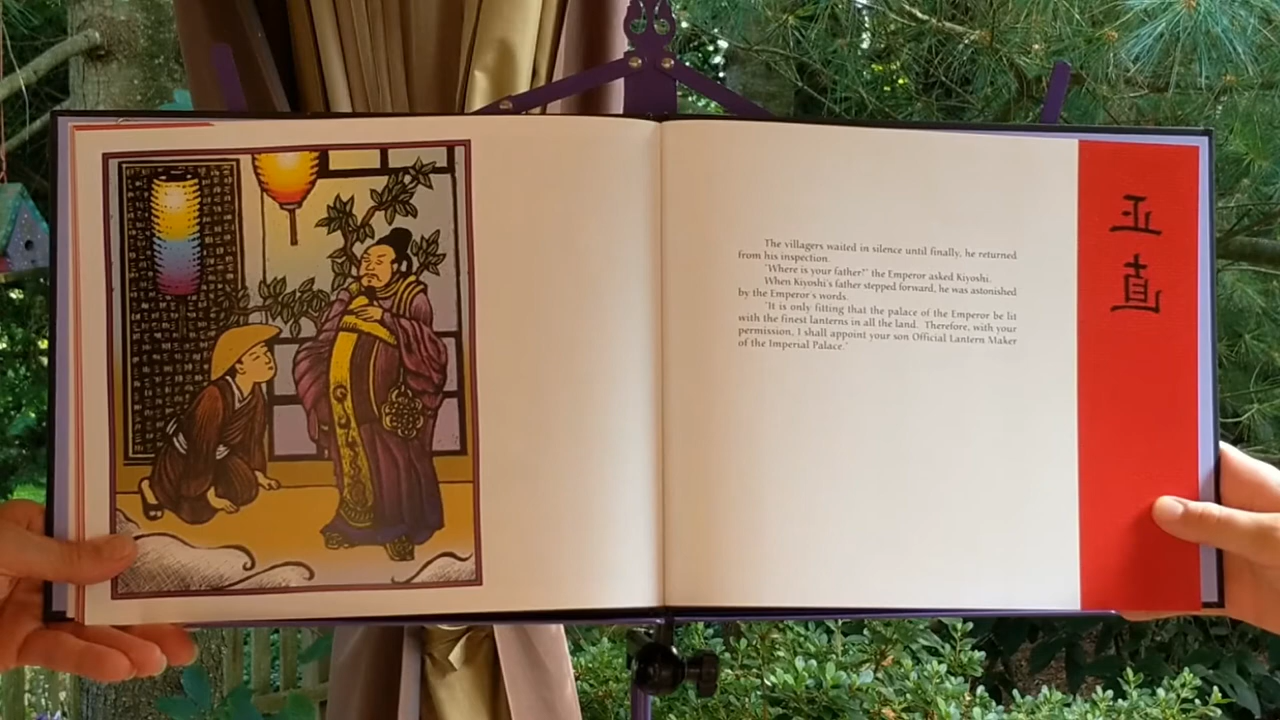 The villagers waited in silence until finally, he returned
from his inspection.
"Where is your father?" the Emperor asked Kiyoshi.
When Kiyoshi's father stepped forward, he was astonished
by the Emperor's words.
"It is only fitting that the palace of the Emperor be lit
with the finest lanterns in all the land. Therefore, with your
permission, I shall appoint your son Official Lantern Maker
of the Imperial Palace."
正
直